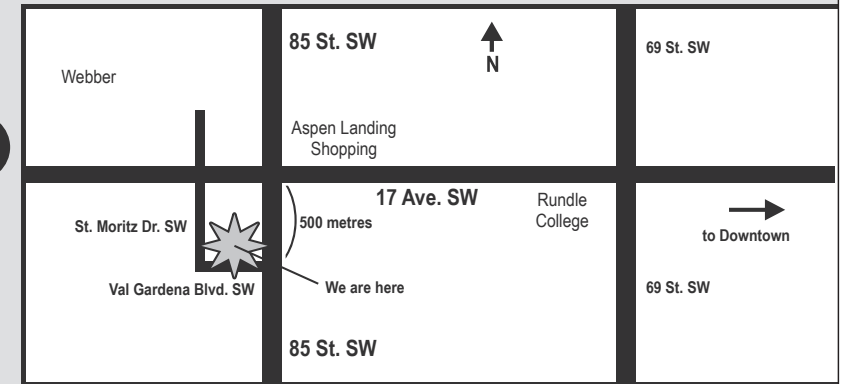 85 St. SW
N
69 St. SW
Webber
Aspen Landing
Shopping
17 Ave. SW
Rundle
College
St. Moritz Dr. SW
500 metres
to Downtown
Val Gardena Blvd. SW
We are here
69 St. SW
85 St. SW